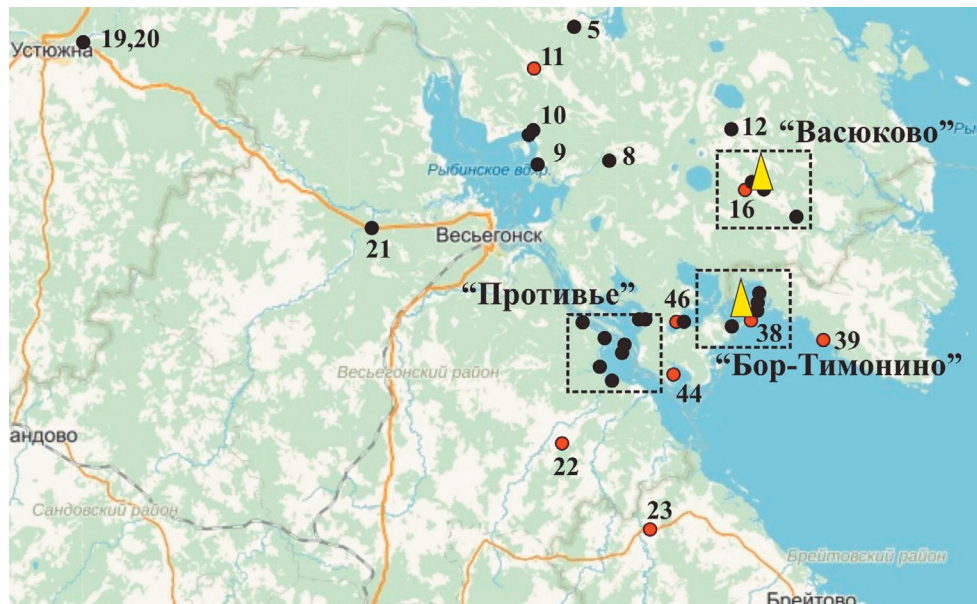 5
19,20
Устюжна
11
10
12
“Васюково”
Ры
9
8
Рыбинское вдхр.
16
21
Весьегонск
“Противье”
46
38
39
“Бор-Тимонино”
Весьегонский район
44
андово
22
Сандовский район
23
Брейтовский район
Брейтово